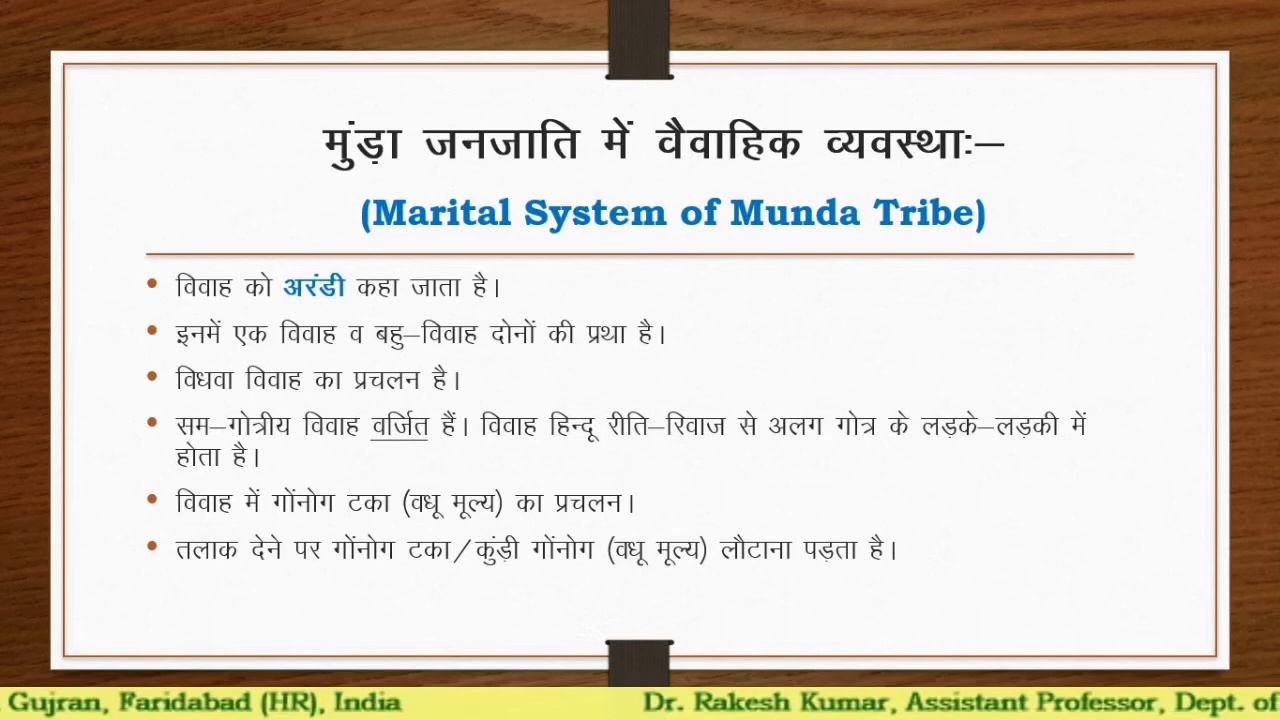 मुंड़ा जनजाति में वैवाहिक व्यवस्थाः–
(Marital System of Munda Tribe)
• विवाह को अरंडी कहा जाता है।
• इनमें एक विवाह व बहु–विवाह दोनों की प्रथा है।
• विधवा विवाह का प्रचलन है।
• सम–गोत्रीय विवाह वर्जित हैं। विवाह हिन्दू रीति–रिवाज से अलग गोत्र के लड़के–लड़की में
होता है।
• विवाह में गोंनोग टका (वधू मूल्य) का प्रचलन।
• तलाक देने पर गोंनोग टका/कुंड़ी गोंनोग (वधू मूल्य) लौटाना पड़ता है।
Gujran, Faridabad (HR), India Dr. Rakesh Kumar, Assistant Professor, Dept. of